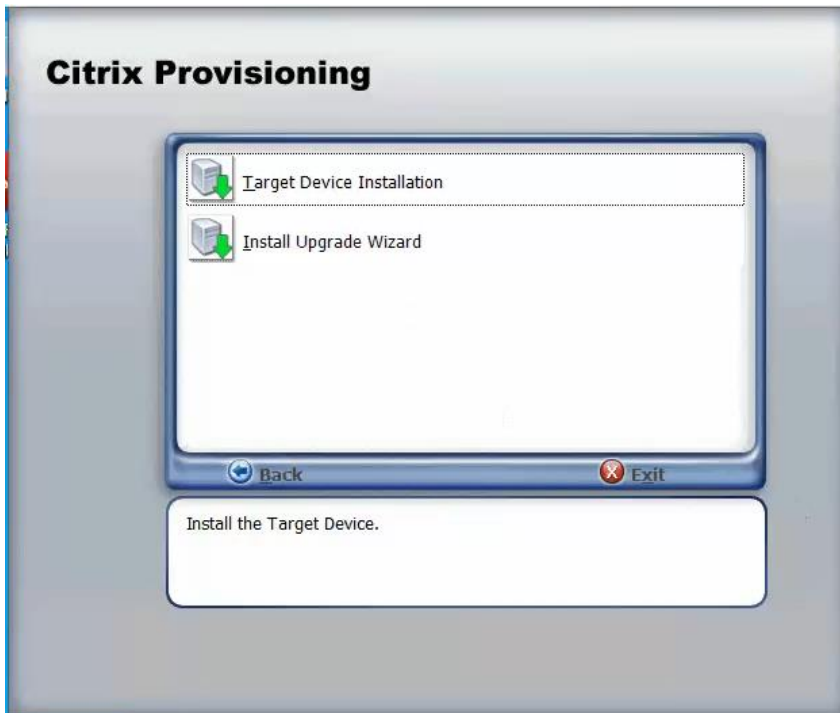 Citrix Provisioning
Target Device Installation
Install Upgrade Wizard
Back
Exit
Install the Target Device.